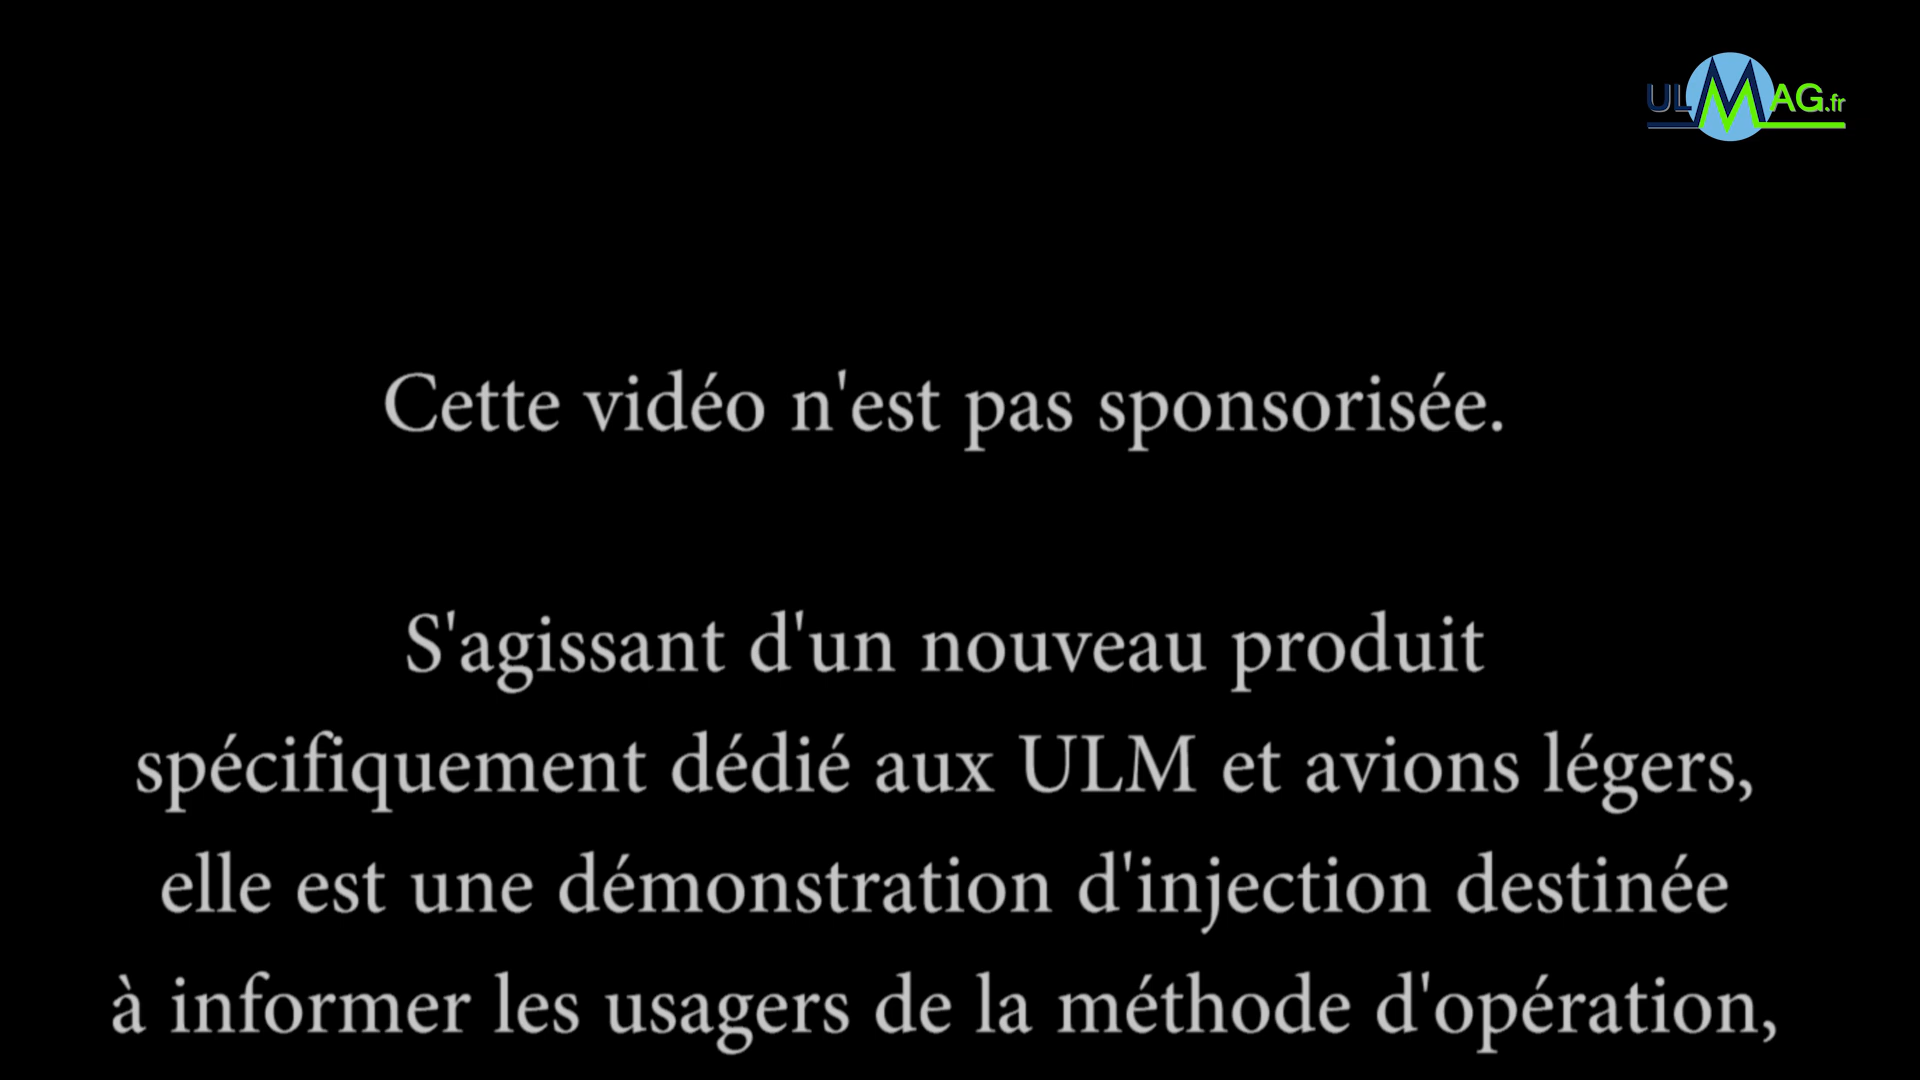 ULMAG.fr
Cette vidéo n'est pas sponsorisée.
S'agissant d'un nouveau produit
spécifiquement dédié aux ULM et avions légers,
elle est une démonstration d'injection destinée
à informer les usagers de la méthode d'opération,